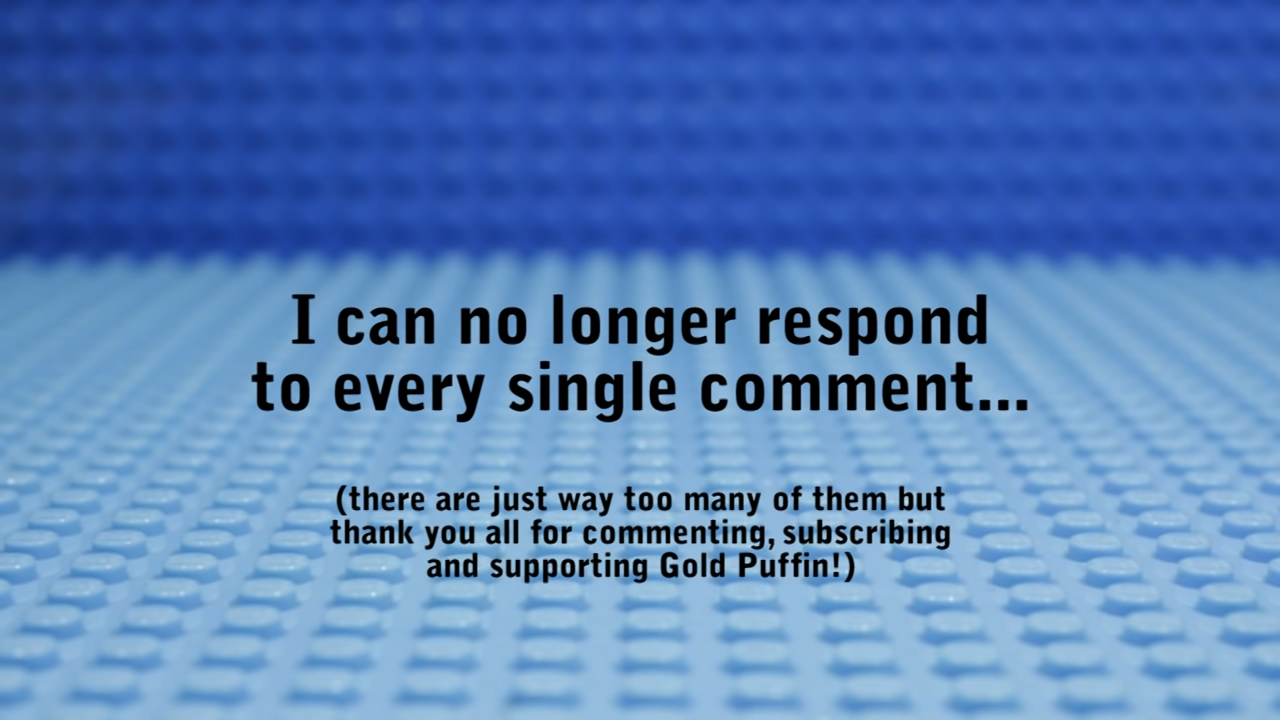 I can no longer respond
to every single comment...
(there are just way too many of them but
thank you all for commenting, subscribing
and supporting Gold Puffin!)